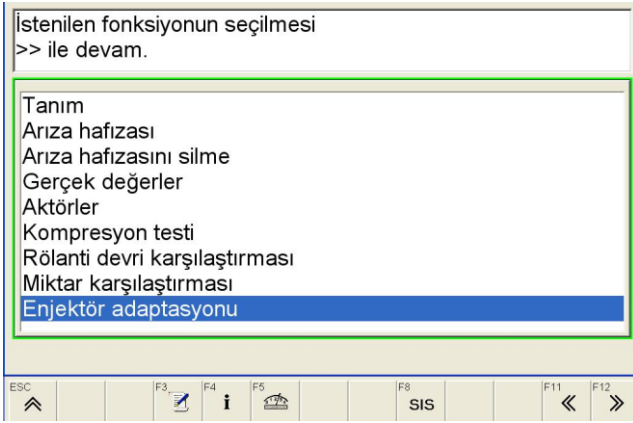 İstenilen fonksiyonun seçilmesi
>> ile devam.
Tanım
Arıza hafızası
Arıza hafızasını silme
Gerçek değerler
Aktörler
Kompresyon testi
Rölanti devri karşılaştırması
Miktar karşılaştırması
Enjektör adaptasyonu
ESC F3 F4 i F5 F8 SIS F11 « F12 »